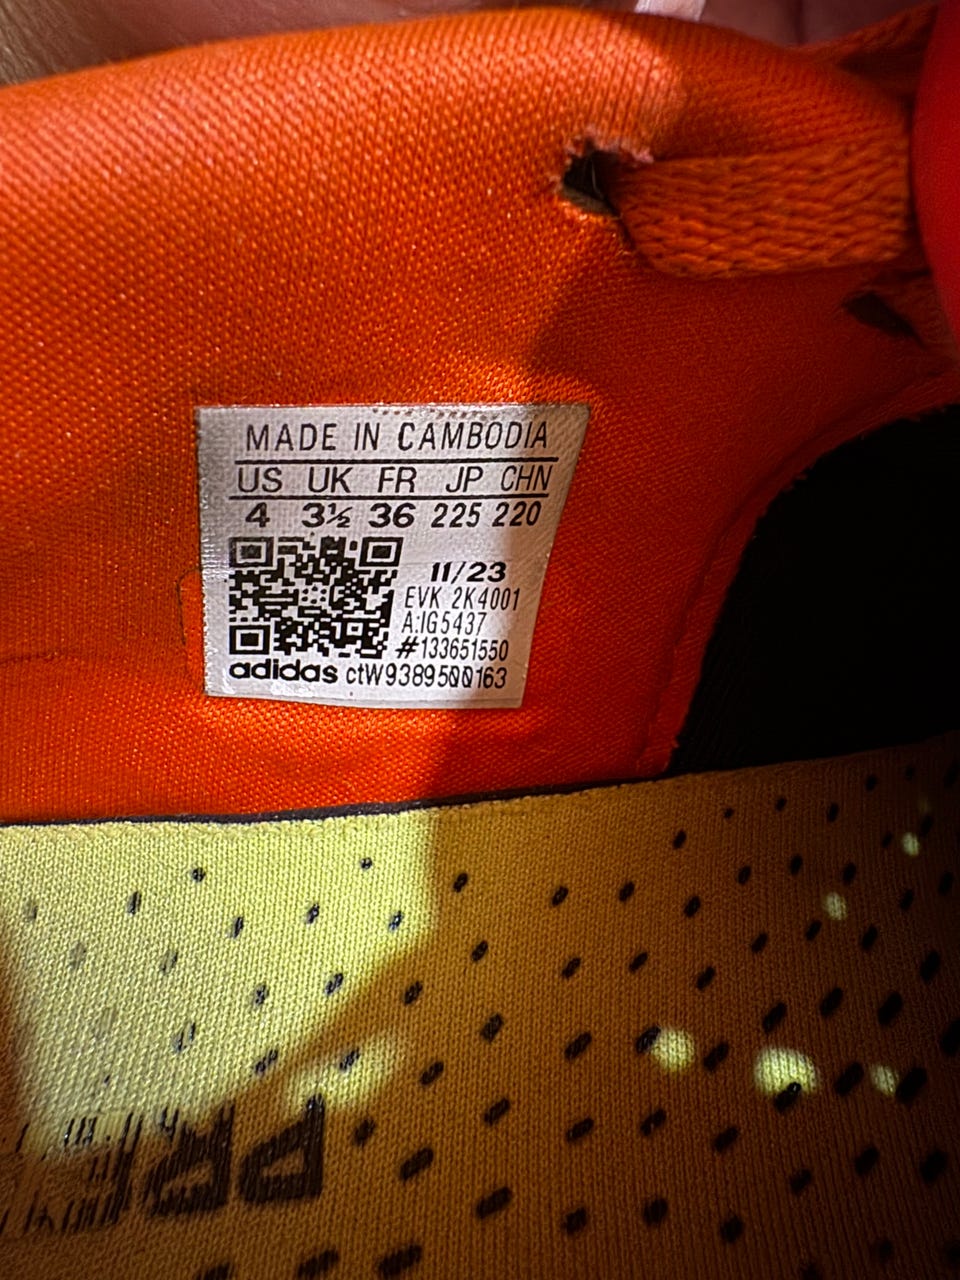 MADE IN CAMBODIA
US UK FR JP CHN
4 3½ 36 225 220
11/23
EVK 2K4001
A:IG5437
#133651550
adidas ctW9389500163